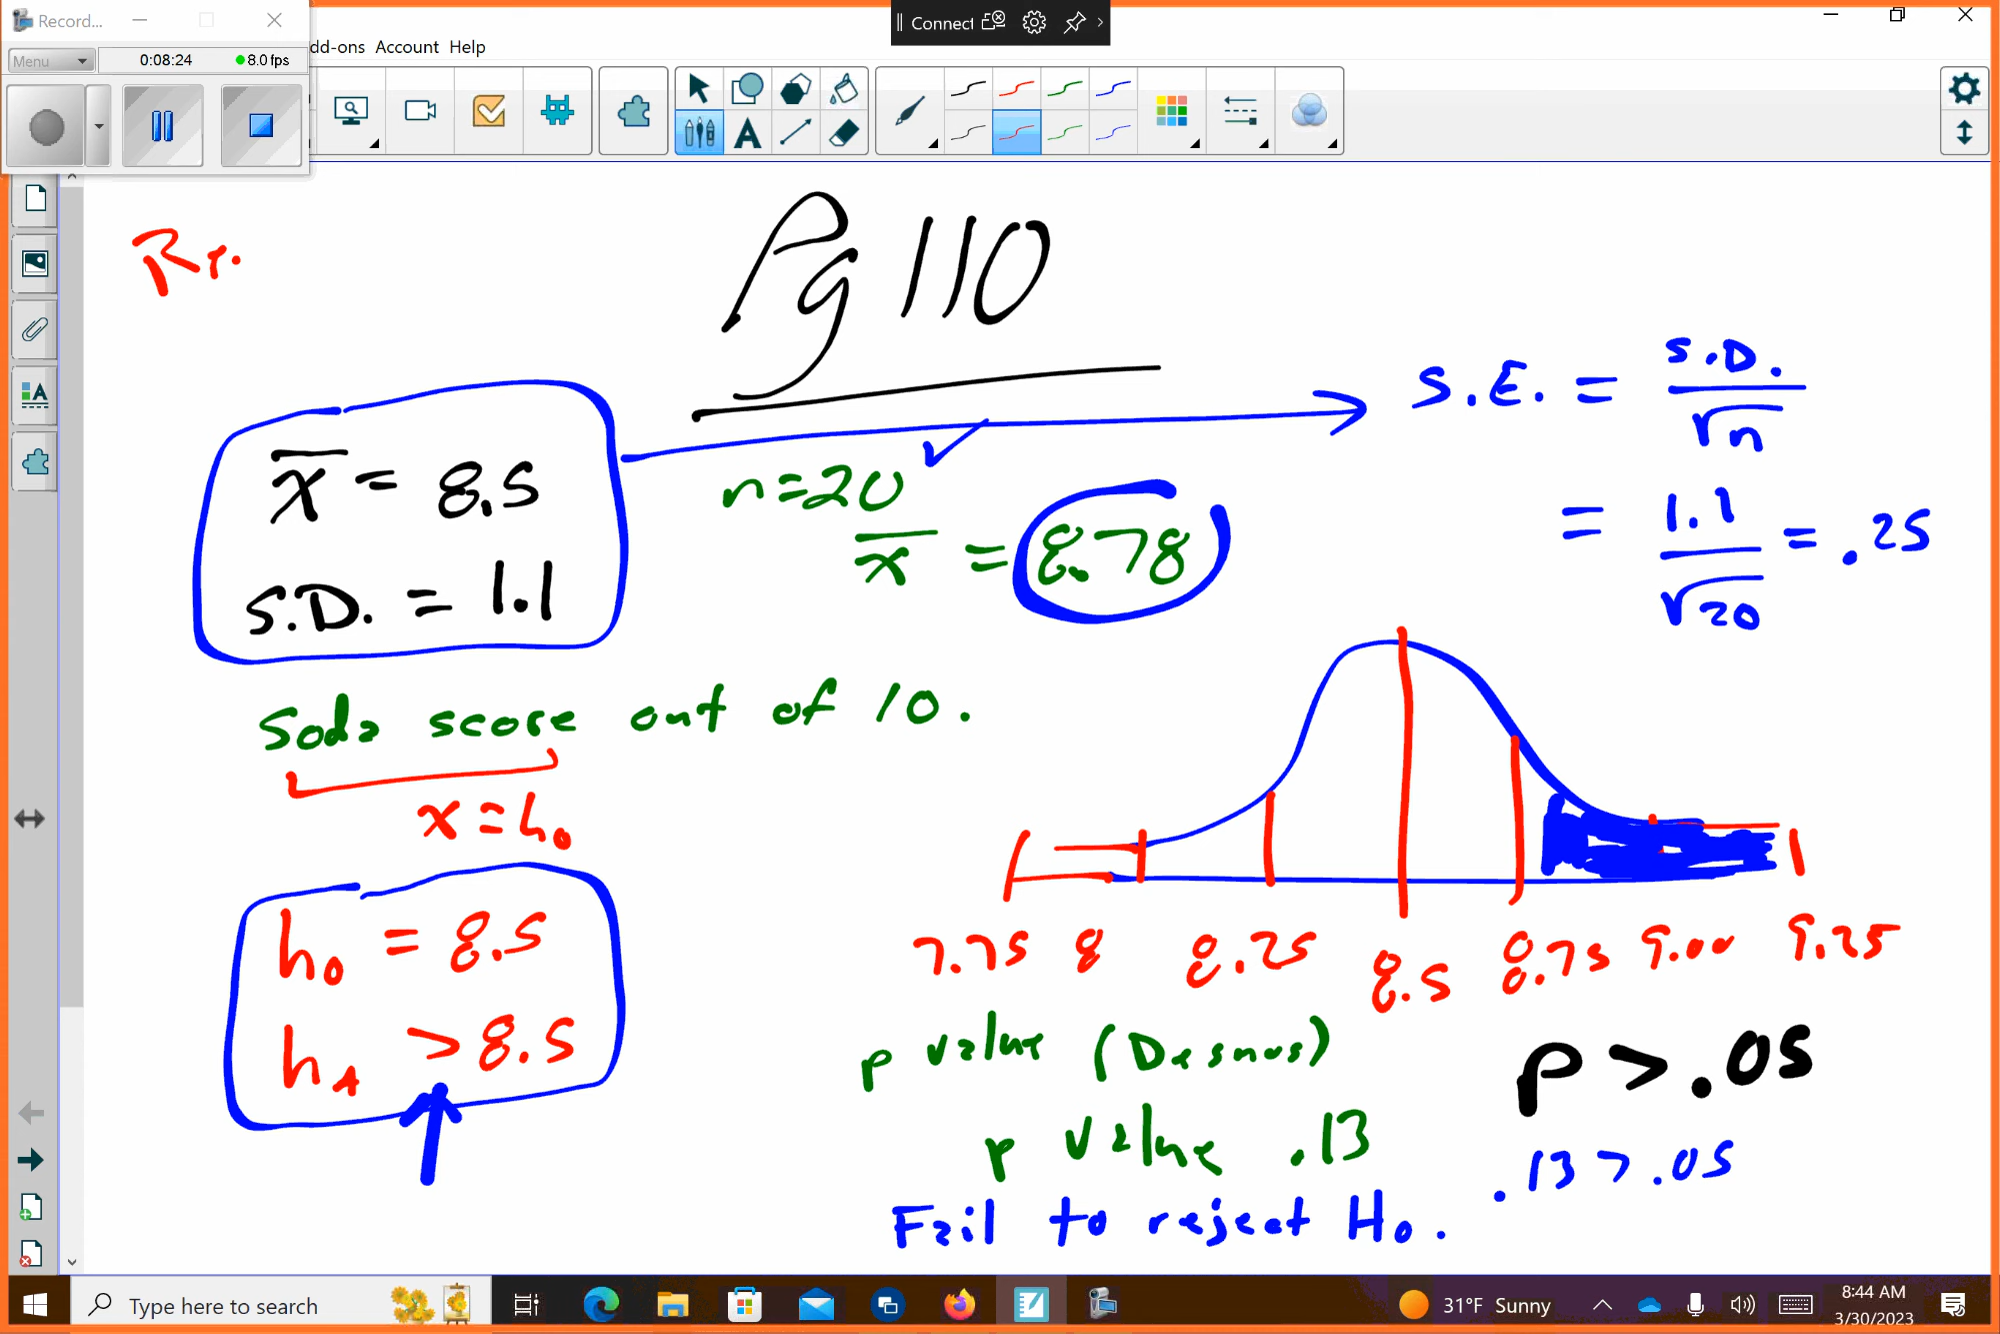 Record...
Connect
Menu
0:08:24
8.0 fps
dd-ons Account Help
Pg 110
x̅ = 8.5
S.D. = 1.1
n=20
x̅ = 8.78
S.E. = S.D. / √n
= 1.1 / √20 = .25
Soda score out of 10.
x = h₀
h₀ = 8.5
hA > 8.5
7.75 8 8.25 8.5 8.75 9.00 9.25
p value (Desmos)
p value .13
Fail to reject H₀.
p > .05
.13 > .05
Type here to search
31°F Sunny
8:44 AM
3/30/2023